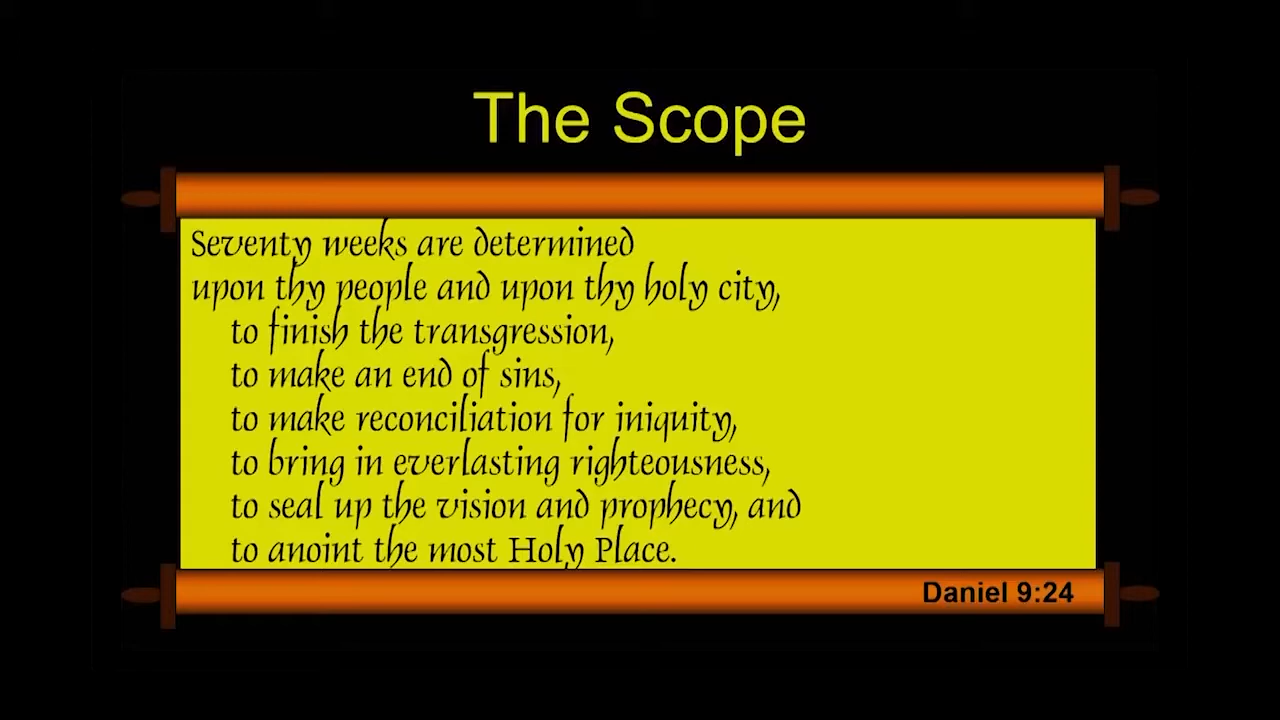 The Scope
Seventy weeks are determined
upon thy people and upon thy holy city,
to finish the transgression,
to make an end of sins,
to make reconciliation for iniquity,
to bring in everlasting righteousness,
to seal up the vision and prophecy, and
to anoint the most Holy Place.
Daniel 9:24